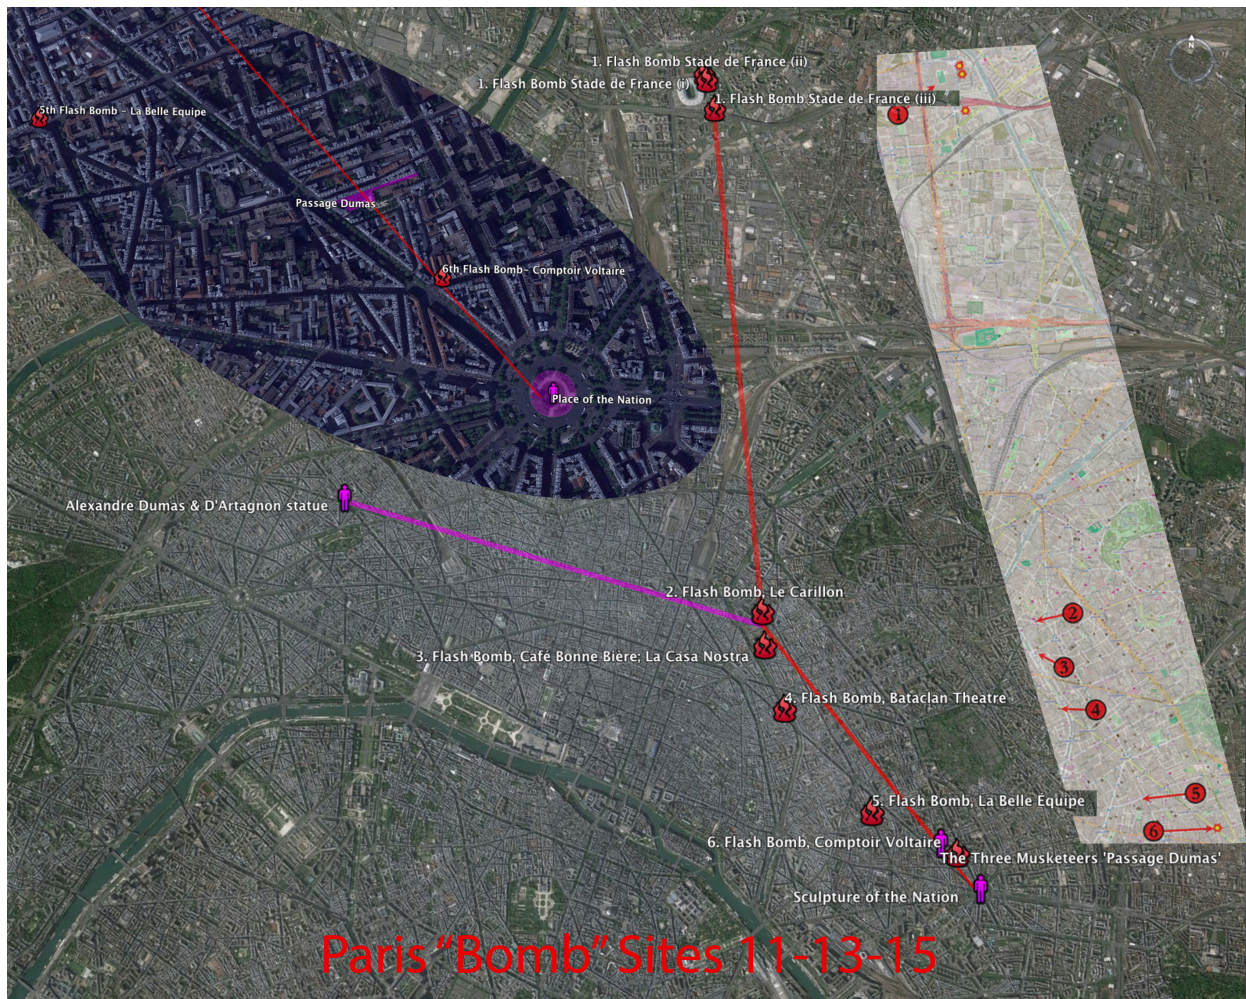 1. Flash Bomb Stade de France (ii)
1. Flash Bomb Stade de France (i)
1. Flash Bomb Stade de France (iii)
N
1
5th Flash Bomb - La Belle Equipe
Passage Dumas
6th Flash Bomb- Comptoir Voltaire
Place of the Nation
Alexandre Dumas & D'Artagnon statue
2. Flash Bomb, Le Carillon
2
3. Flash Bomb, Café Bonne Bière; La Casa Nostra
3
4. Flash Bomb, Bataclan Theatre
4
5
5. Flash Bomb, La Belle Equipe
6
6. Flash Bomb, Comptoir Voltaire
The Three Musketeers 'Passage Dumas'
Sculpture of the Nation
Paris “Bomb” Sites 11-13-15